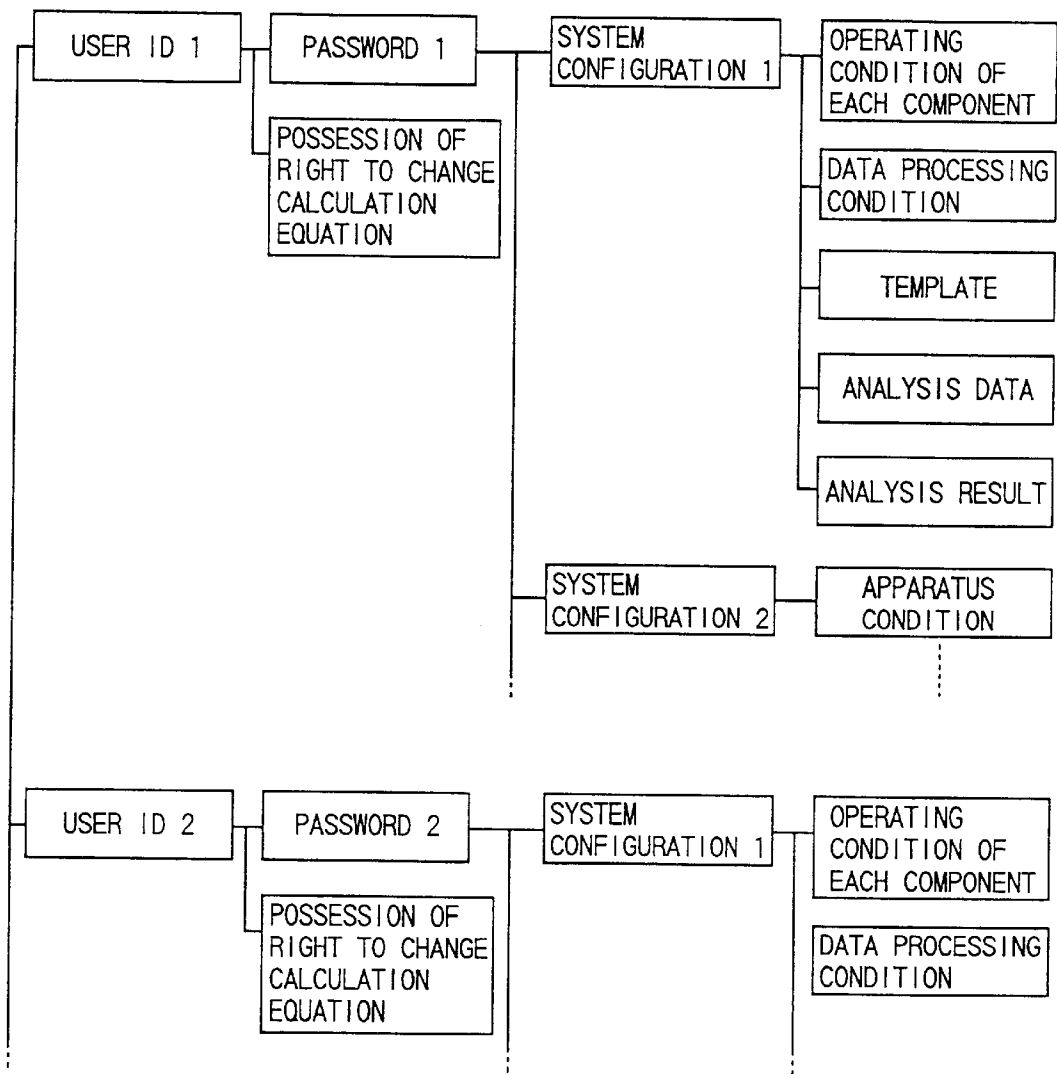 USER ID 1
PASSWORD 1
SYSTEM
CONFIGURATION 1
OPERATING
CONDITION OF
EACH COMPONENT
POSSESSION OF
RIGHT TO CHANGE
CALCULATION
EQUATION
DATA PROCESSING
CONDITION
TEMPLATE
ANALYSIS DATA
ANALYSIS RESULT
SYSTEM
CONFIGURATION 2
APPARATUS
CONDITION
USER ID 2
PASSWORD 2
SYSTEM
CONFIGURATION 1
OPERATING
CONDITION OF
EACH COMPONENT
POSSESSION OF
RIGHT TO CHANGE
CALCULATION
EQUATION
DATA PROCESSING
CONDITION